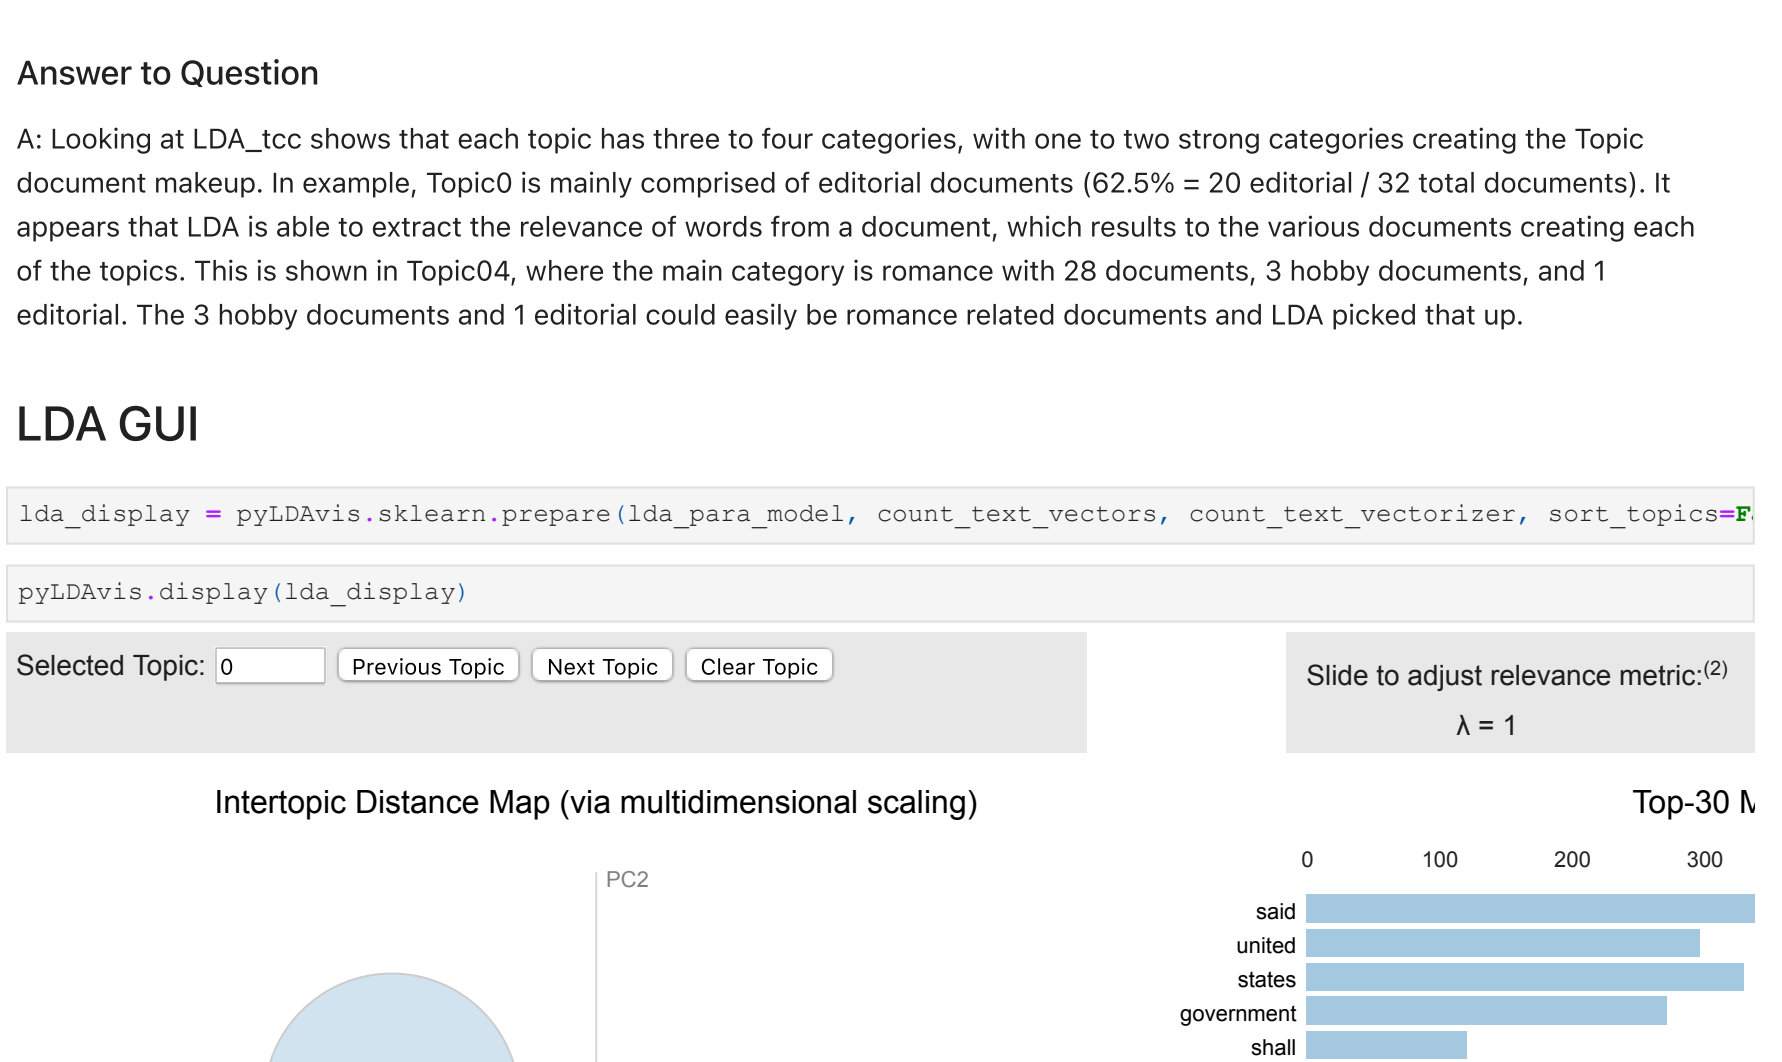 Answer to Question
A: Looking at LDA_tcc shows that each topic has three to four categories, with one to two strong categories creating the Topic
document makeup. In example, Topic0 is mainly comprised of editorial documents (62.5% = 20 editorial / 32 total documents). It
appears that LDA is able to extract the relevance of words from a document, which results to the various documents creating each
of the topics. This is shown in Topic04, where the main category is romance with 28 documents, 3 hobby documents, and 1
editorial. The 3 hobby documents and 1 editorial could easily be romance related documents and LDA picked that up.
LDA GUI
lda_display = pyLDAvis.sklearn.prepare(lda_para_model, count_text_vectors, count_text_vectorizer, sort_topics=F
pyLDAvis.display(lda_display)
Selected Topic: 0 Previous Topic Next Topic Clear Topic
Slide to adjust relevance metric:(2)
λ = 1
Intertopic Distance Map (via multidimensional scaling)
Top-30
PC2
0 100 200 300
said
united
states
government
shall